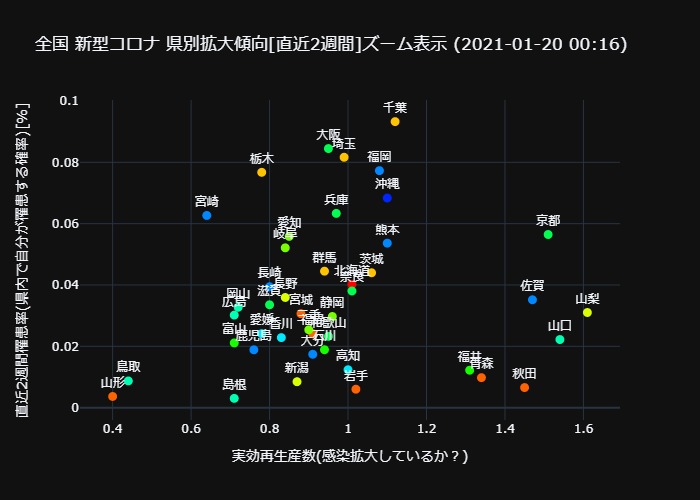 全国 新型コロナ 県別拡大傾向[直近2週間]ズーム表示 (2021-01-20 00:16)
直近2週間罹患率(県内で自分が罹患する確率)[%]
0.1
0.08
0.06
0.04
0.02
0
千葉
大阪
埼玉
栃木
福岡
沖縄
宮崎
兵庫
愛知
京都
岐阜
熊本
群馬
茨城
北海道
長崎
奈良
長野
滋賀
岡山
佐賀
広島
宮城
静岡
山梨
三重
愛媛
香川
富山
鹿児島
大分
石川
山口
高知
福井
青森
新潟
岩手
秋田
鳥取
山形
島根
0.4
0.6
0.8
1
1.2
1.4
1.6
実効再生産数(感染拡大しているか？)